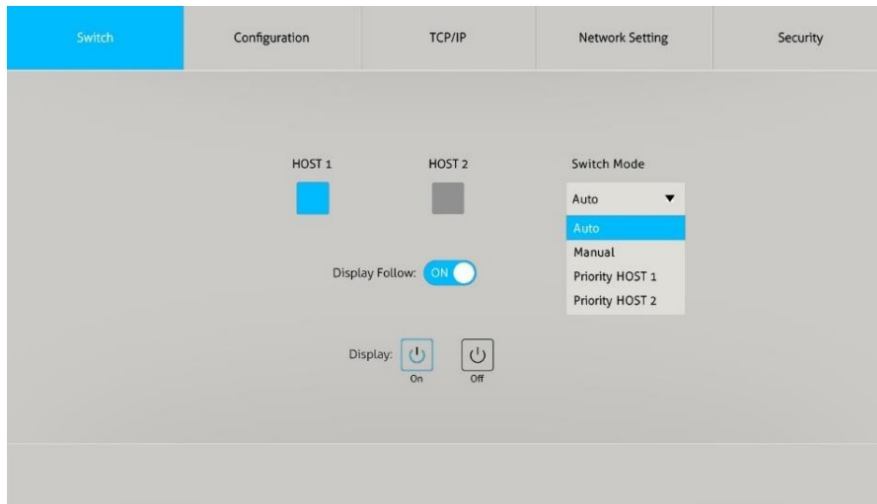 Switch
Configuration
TCP/IP
Network Setting
Security
HOST 1
HOST 2
Switch Mode
Auto
Auto
Manual
Priority HOST 1
Priority HOST 2
Display Follow: ON
Display:
On
Off